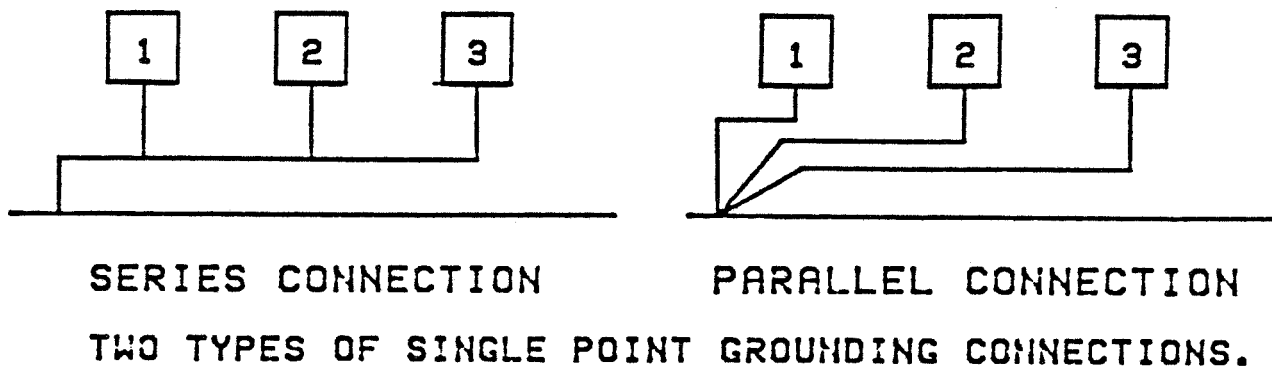 1 2 3 1 2 3
SERIES CONNECTION PARALLEL CONNECTION
TWO TYPES OF SINGLE POINT GROUNDING CONNECTIONS.